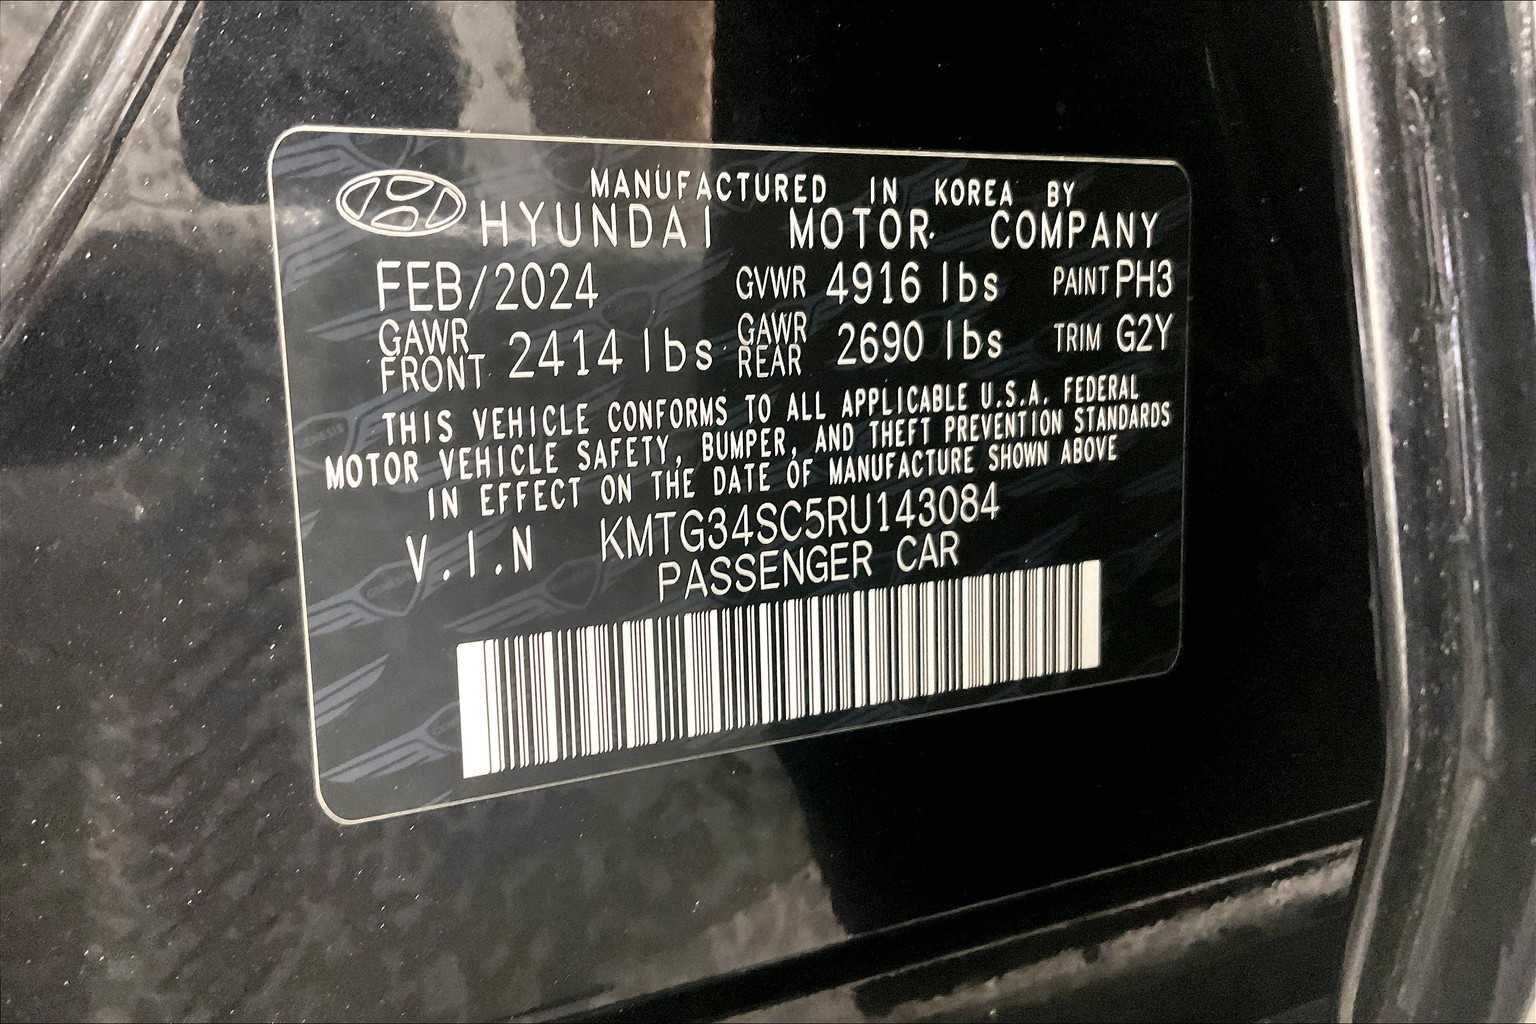 MANUFACTURED IN KOREA BY
HYUNDAI MOTOR COMPANY
FEB/2024 GVWR 4916 lbs PAINT PH3
GAWR FRONT 2414 lbs GAWR REAR 2690 lbs TRIM G2Y
THIS VEHICLE CONFORMS TO ALL APPLICABLE U.S.A. FEDERAL
MOTOR VEHICLE SAFETY, BUMPER, AND THEFT PREVENTION STANDARDS
IN EFFECT ON THE DATE OF MANUFACTURE SHOWN ABOVE
V.I.N KMTG34SC5RU143084
PASSENGER CAR